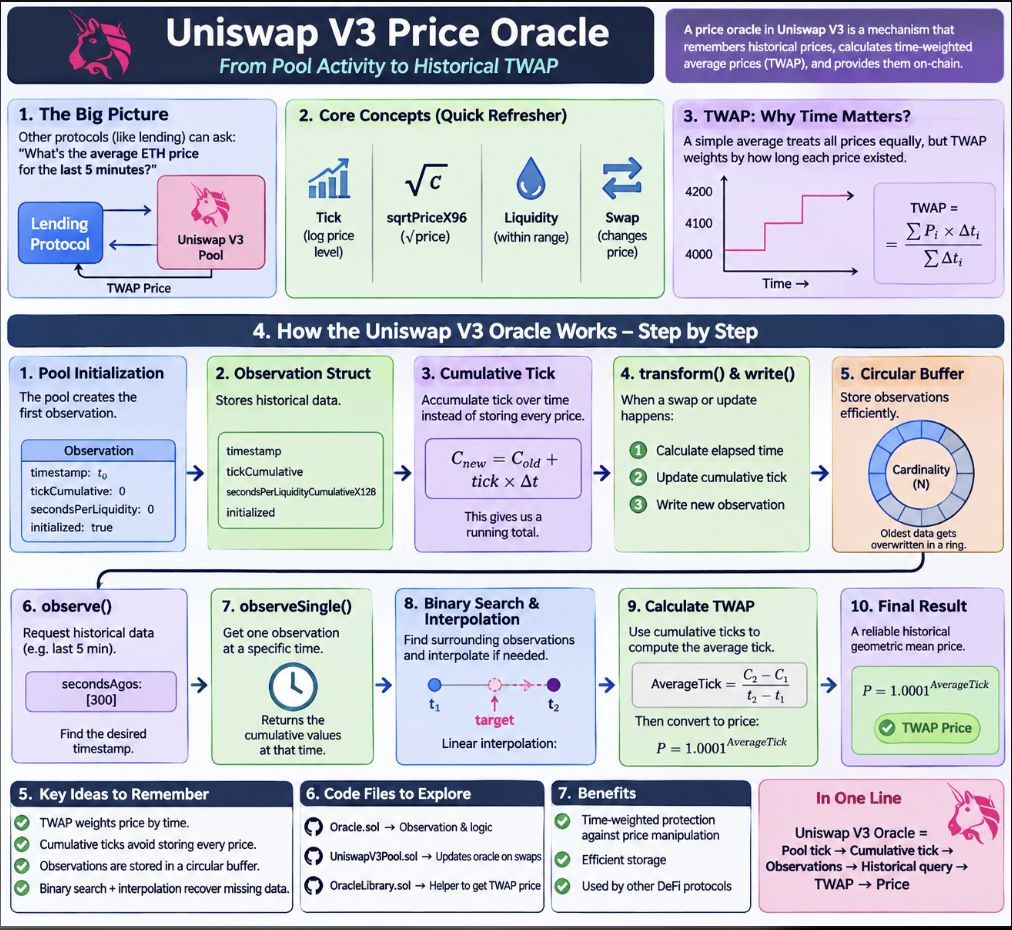 Uniswap V3 Price Oracle
From Pool Activity to Historical TWAP
A price oracle in Uniswap V3 is a mechanism that
remembers historical prices, calculates time-weighted
average prices (TWAP), and provides them on-chain.
1. The Big Picture
Other protocols (like lending) can ask:
"What's the average ETH price
for the last 5 minutes?"
Lending
Protocol
Uniswap V3
Pool
TWAP Price
2. Core Concepts (Quick Refresher)
Tick
(log price
level)
√C
sqrtPriceX96
(√price)
Liquidity
(within range)
Swap
(changes
price)
3. TWAP: Why Time Matters?
A simple average treats all prices equally, but TWAP
weights by how long each price existed.
4200
4100
4000
Time →
TWAP =
= ∑ P_i × Δt_i / ∑ Δt_i
4. How the Uniswap V3 Oracle Works – Step by Step
1. Pool Initialization
The pool creates the
first observation.
Observation
timestamp: t_0
tickCumulative: 0
secondsPerLiquidity: 0
initialized: true
2. Observation Struct
Stores historical data.
timestamp
tickCumulative
secondsPerLiquidityCumulativeX128
initialized
3. Cumulative Tick
Accumulate tick over time
instead of storing every price.
C_new = C_old +
tick × Δt
This gives us a
running total.
4. transform() & write()
When a swap or update
happens:
1 Calculate elapsed time
2 Update cumulative tick
3 Write new observation
5. Circular Buffer
Store observations
efficiently.
Cardinality
(N)
Oldest data gets
overwritten in a ring.
6. observe()
Request historical data
(e.g. last 5 min).
secondsAgos:
[300]
Find the desired
timestamp.
7. observeSingle()
Get one observation
at a specific time.
Returns the
cumulative values
at that time.
8. Binary Search &
Interpolation
Find surrounding observations
and interpolate if needed.
t_1
t_2
target
Linear interpolation:
9. Calculate TWAP
Use cumulative ticks to
compute the average tick.
AverageTick = C_2 − C_1 / t_2 − t_1
Then convert to price:
P = 1.0001^AverageTick
10. Final Result
A reliable historical
geometric mean price.
P = 1.0001^AverageTick
TWAP Price
5. Key Ideas to Remember
TWAP weights price by time.
Cumulative ticks avoid storing every price.
Observations are stored in a circular buffer.
Binary search + interpolation recover missing data.
6. Code Files to Explore
Oracle.sol → Observation & logic
UniswapV3Pool.sol → Updates oracle on swaps
OracleLibrary.sol → Helper to get TWAP price
7. Benefits
Time-weighted protection
against price manipulation
Efficient storage
Used by other DeFi protocols
In One Line
Uniswap V3 Oracle =
Pool tick → Cumulative tick →
Observations → Historical query →
TWAP → Price